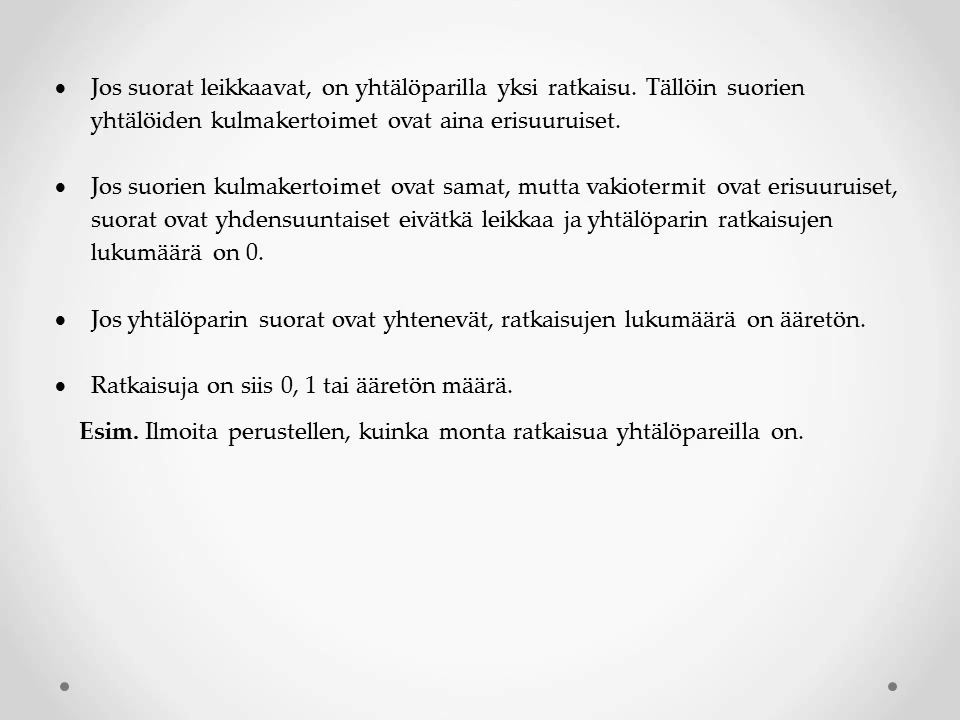 • Jos suorat leikkaavat, on yhtälöparilla yksi ratkaisu. Tällöin suorien
yhtälöiden kulmakertoimet ovat aina erisuuruiset.
• Jos suorien kulmakertoimet ovat samat, mutta vakiotermit ovat erisuuruiset,
suorat ovat yhdensuuntaiset eivätkä leikkaa ja yhtälöparin ratkaisujen
lukumäärä on 0.
• Jos yhtälöparin suorat ovat yhtenevät, ratkaisujen lukumäärä on ääretön.
• Ratkaisuja on siis 0, 1 tai ääretön määrä.
Esim. Ilmoita perustellen, kuinka monta ratkaisua yhtälöpareilla on.